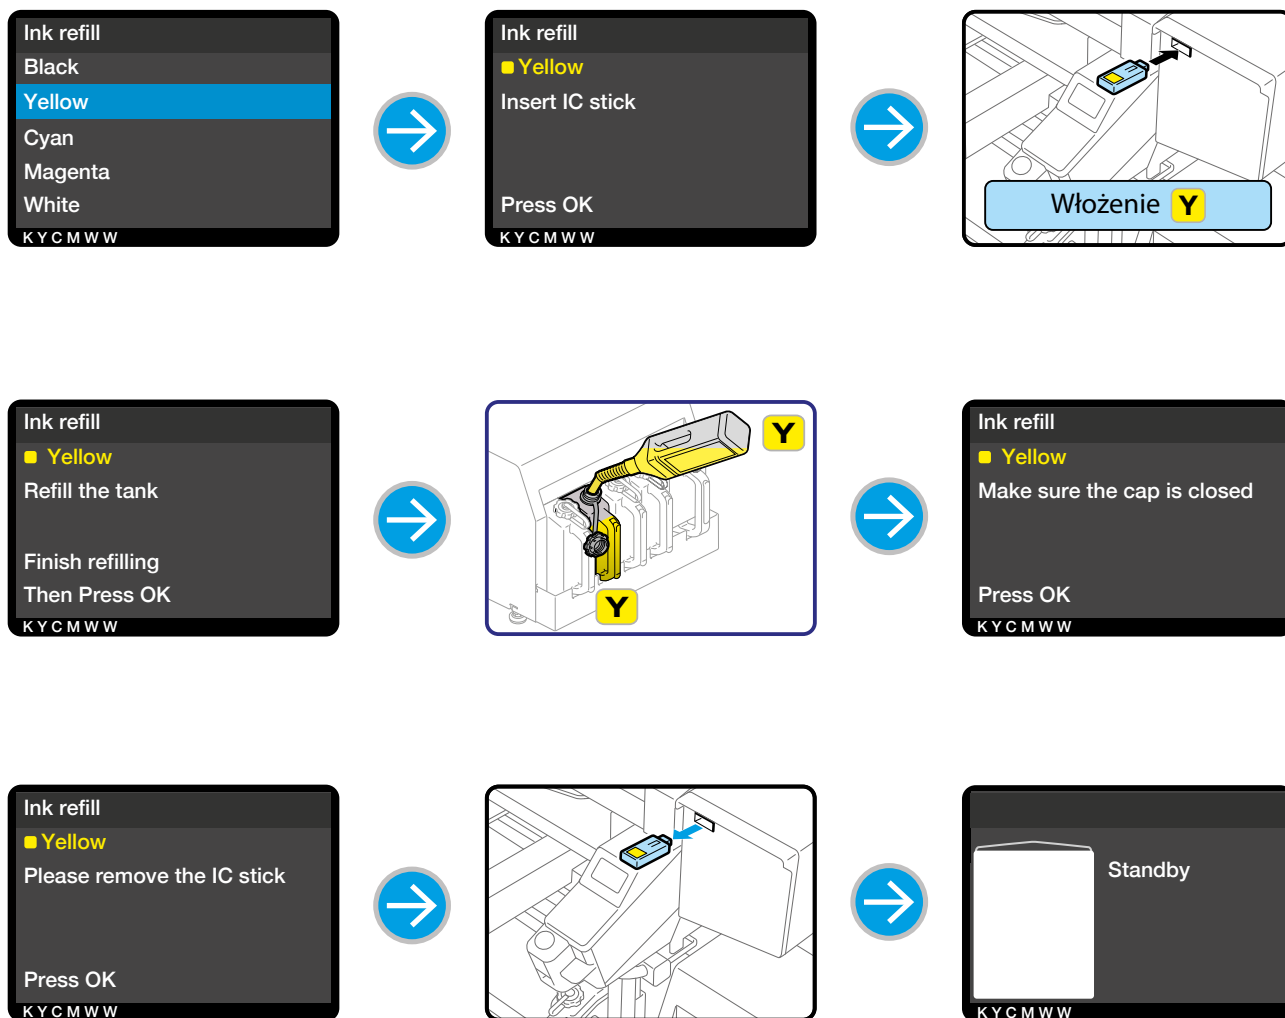 Ink refill
Black
Yellow
Cyan
Magenta
White
K Y C M W W
Ink refill
Yellow
Insert IC stick
Press OK
K Y C M W W
Włożenie Y
Ink refill
Yellow
Refill the tank
Finish refilling
Then Press OK
K Y C M W W
Y
Y
Ink refill
Yellow
Make sure the cap is closed
Press OK
K Y C M W W
Ink refill
Yellow
Please remove the IC stick
Press OK
K Y C M W W
Standby
K Y C M W W